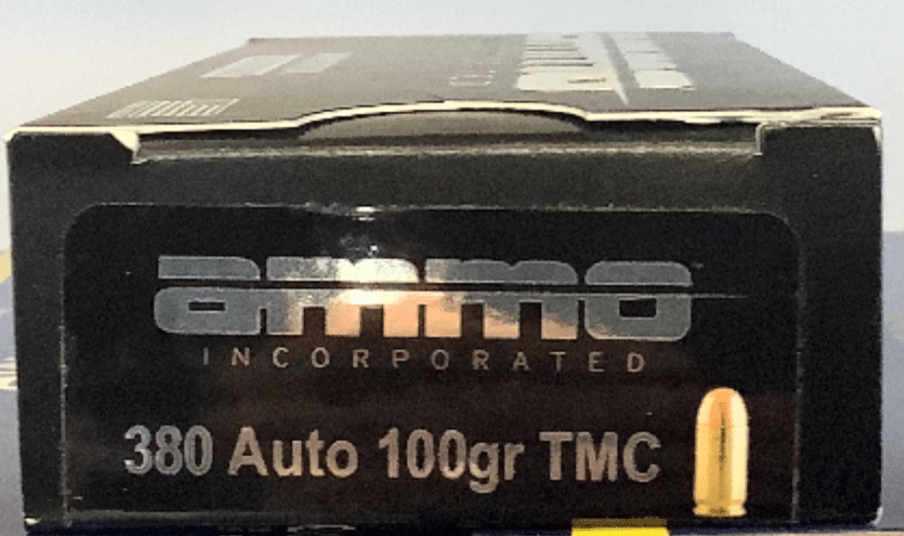 ammo
INCORPORATED
380 Auto 100gr TMC